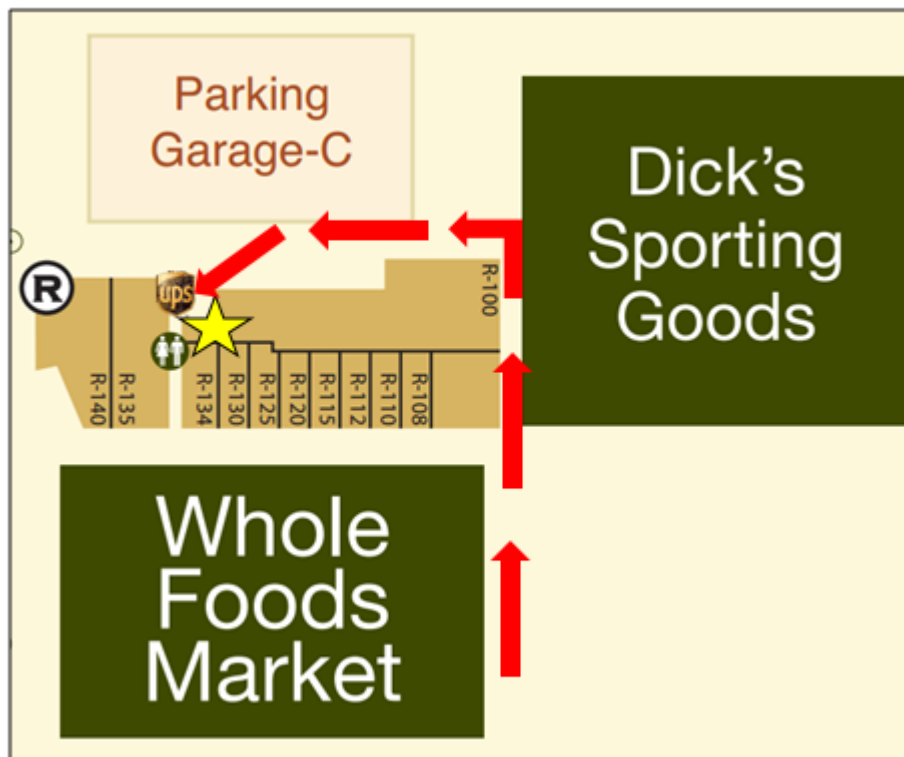 Parking
Garage-C
Dick's
Sporting
Goods
R
ups
R-100
R-140
R-135
R-134
R-130
R-125
R-120
R-115
R-112
R-110
R-108
Whole
Foods
Market